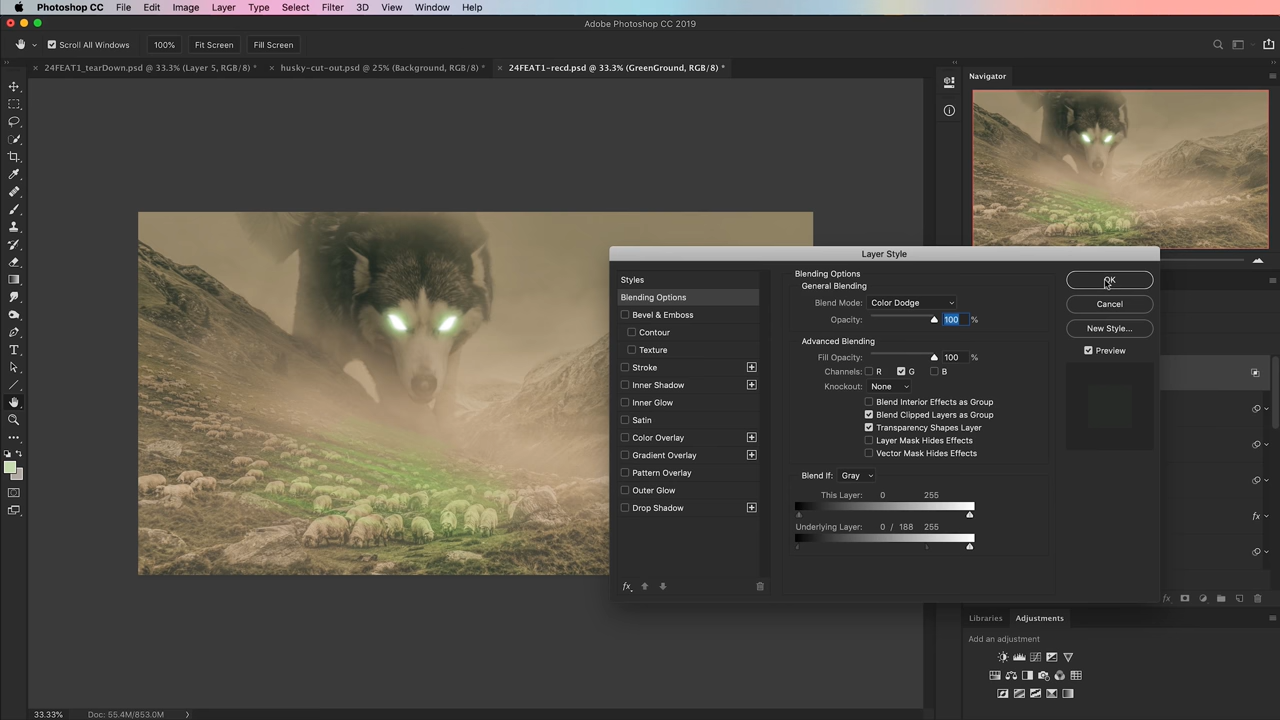 Photoshop CC File Edit Image Layer Type Select Filter 3D View Window Help
Adobe Photoshop CC 2019
Scroll All Windows 100% Fit Screen Fill Screen
24FEAT1_tearDown.psd @ 33.3% (Layer 5, RGB/8) * husky-cut-out.psd @ 25% (Background, RGB/8) * 24FEAT1-recd.psd @ 33.3% (GreenGround, RGB/8) *
Navigator
Layer Style
Styles
Blending Options
Bevel & Emboss
Contour
Texture
Stroke
Inner Shadow
Inner Glow
Satin
Color Overlay
Gradient Overlay
Pattern Overlay
Outer Glow
Drop Shadow
fx
Blending Options
General Blending
Blend Mode: Color Dodge
Opacity: 100 %
Advanced Blending
Fill Opacity: 100 %
Channels: R G B
Knockout: None
Blend Interior Effects as Group
Blend Clipped Layers as Group
Transparency Shapes Layer
Layer Mask Hides Effects
Vector Mask Hides Effects
Blend If: Gray
This Layer: 0 255
Underlying Layer: 0 / 188 255
OK
Cancel
New Style...
Preview
fx
fx
Libraries Adjustments
Add an adjustment
33.33% Doc: 55.4M/853.0M